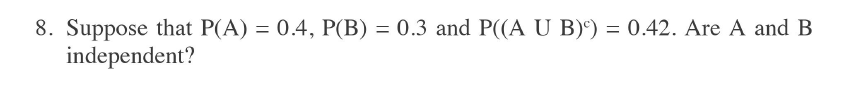 8. Suppose that P(A) = 0.4, P(B) = 0.3 and P((A U B)ᶜ) = 0.42. Are A and B
independent?